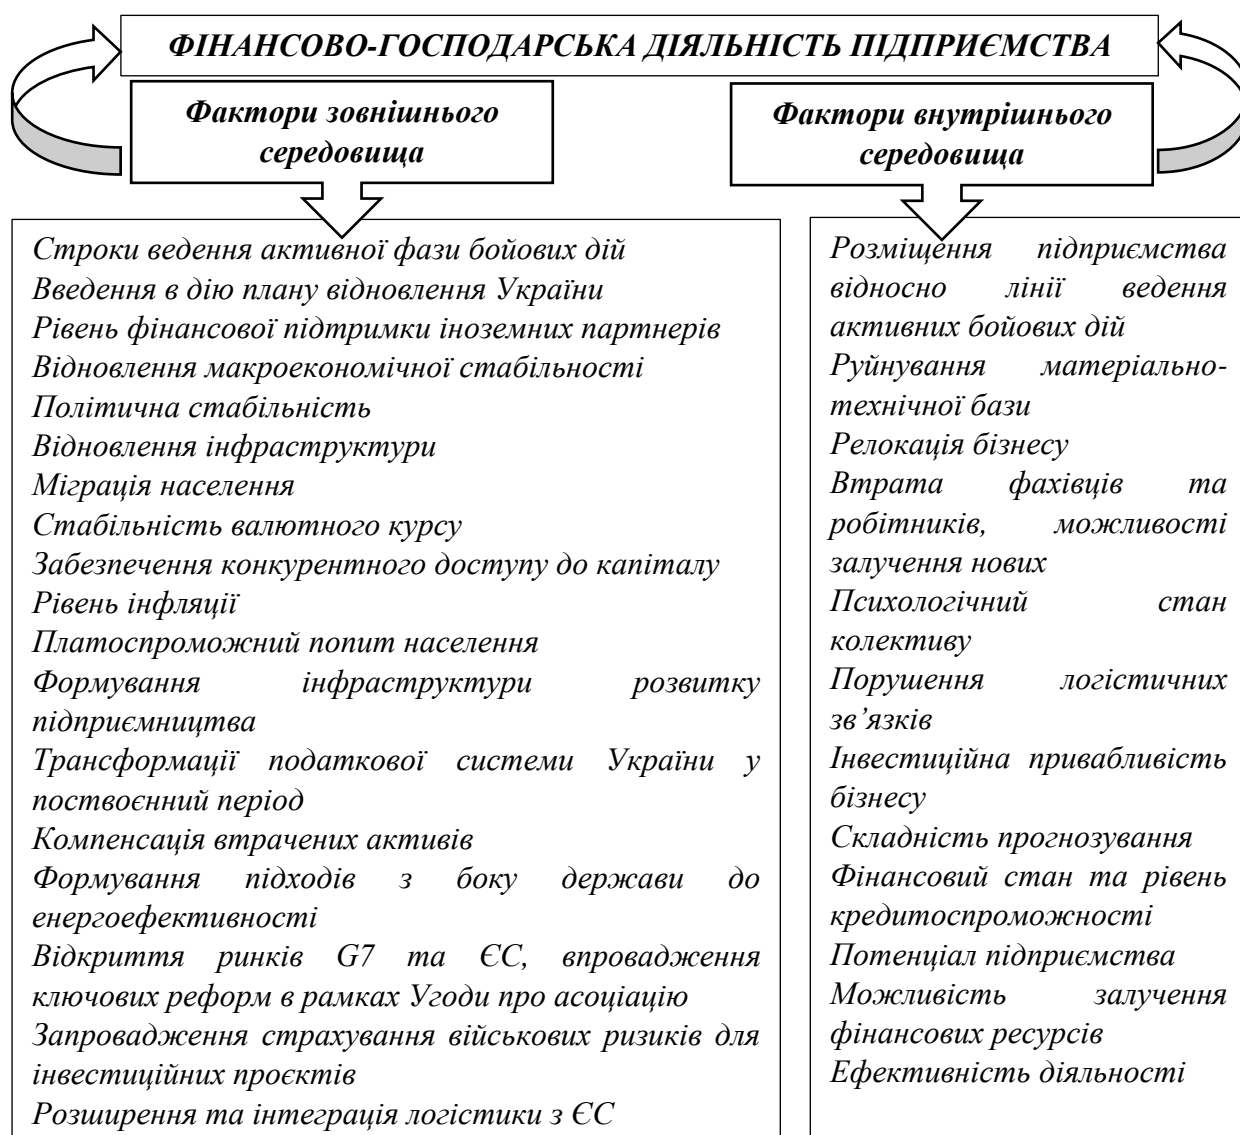 ФІНАНСОВО-ГОСПОДАРСЬКА ДІЯЛЬНІСТЬ ПІДПРИЄМСТВА
Фактори зовнішнього
середовища
Строки ведення активної фази бойових дій
Введення в дію плану відновлення України
Рівень фінансової підтримки іноземних партнерів
Відновлення макроекономічної стабільності
Політична стабільність
Відновлення інфраструктури
Міграція населення
Стабільність валютного курсу
Забезпечення конкурентного доступу до капіталу
Рівень інфляції
Платоспроможний попит населення
Формування інфраструктури розвитку
підприємництва
Трансформації податкової системи України у
поствоєнний період
Компенсація втрачених активів
Формування підходів з боку держави до
енергоефективності
Відкриття ринків G7 та ЄС, впровадження
ключових реформ в рамках Угоди про асоціацію
Запровадження страхування військових ризиків для
інвестиційних проєктів
Розширення та інтеграція логістики з ЄС
Фактори внутрішнього
середовища
Розміщення підприємства
відносно лінії ведення
активних бойових дій
Руйнування матеріально-
технічної бази
Релокація бізнесу
Втрата фахівців та
робітників, можливості
залучення нових
Психологічний стан
колективу
Порушення логістичних
зв’язків
Інвестиційна привабливість
бізнесу
Складність прогнозування
Фінансовий стан та рівень
кредитоспроможності
Потенціал підприємства
Можливість залучення
фінансових ресурсів
Ефективність діяльності